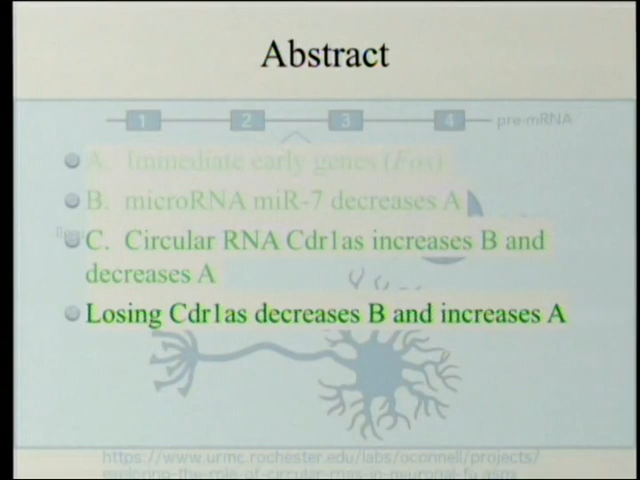 Abstract
1 2 3 4 pre-mRNA
A. Immediate early genes (Fos)
B. microRNA miR-7 decreases A
C. Circular RNA Cdr1as increases B and
decreases A
Losing Cdr1as decreases B and increases A
https://www.urmc.rochester.edu/labs/oconnell/projects/